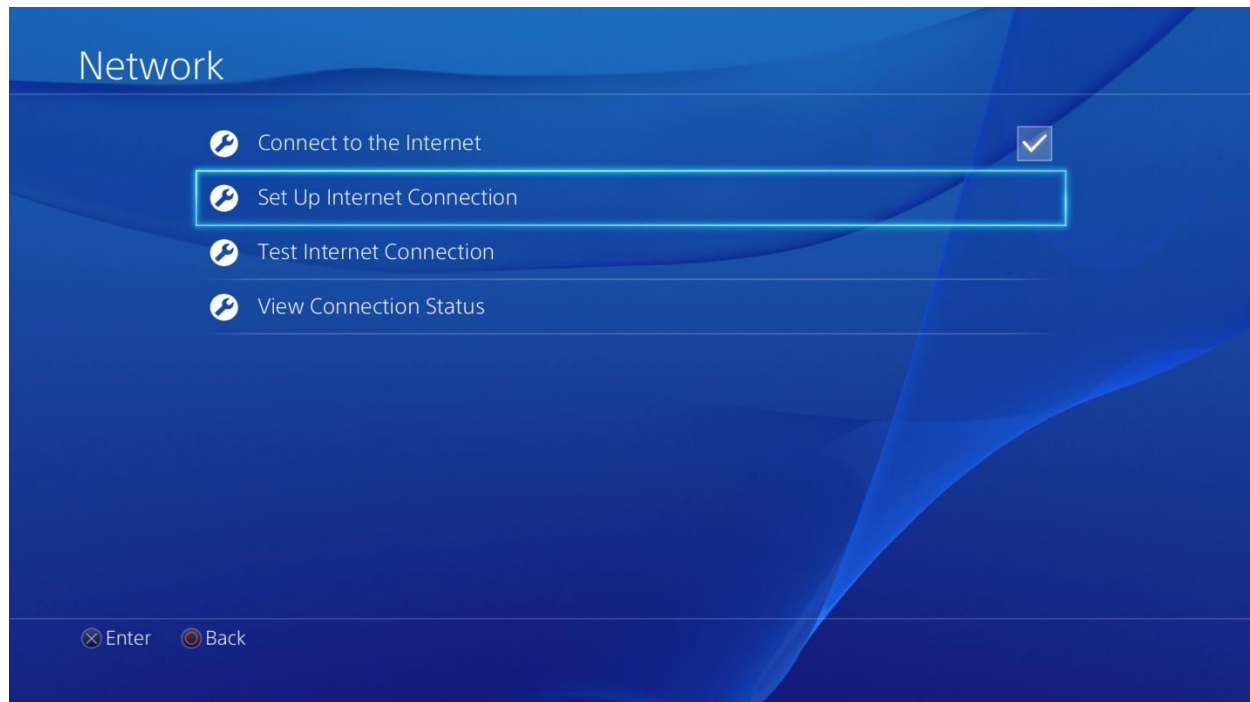 Network
Connect to the Internet
Set Up Internet Connection
Test Internet Connection
View Connection Status
Enter Back